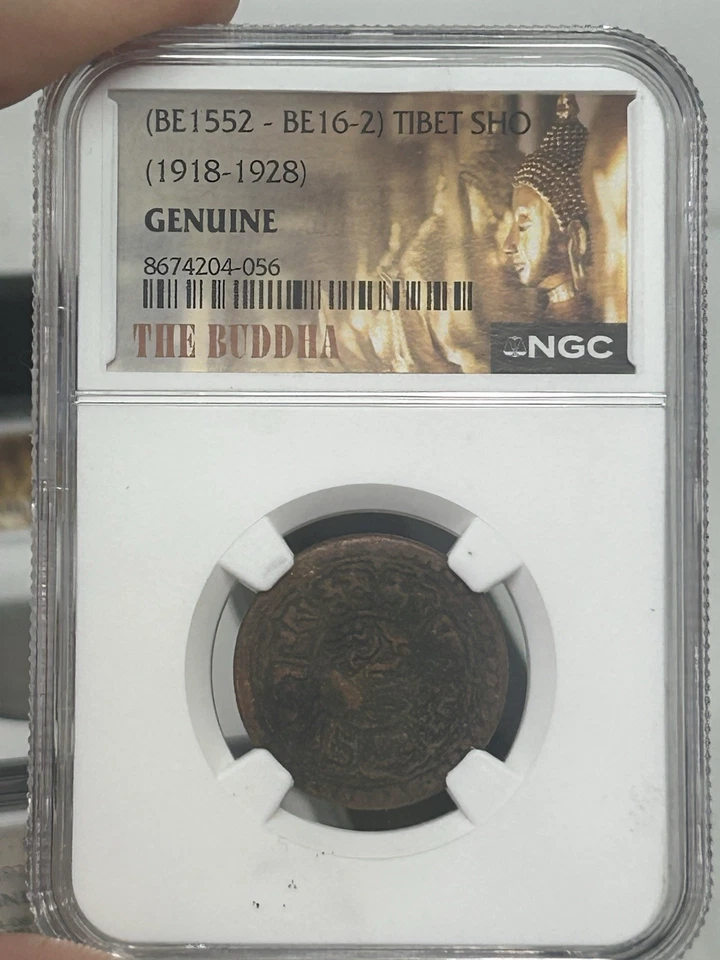 (BE1552 - BE16-2) TIBET SHO
(1918-1928)
GENUINE
8674204-056
THE BUDDHA
NGC